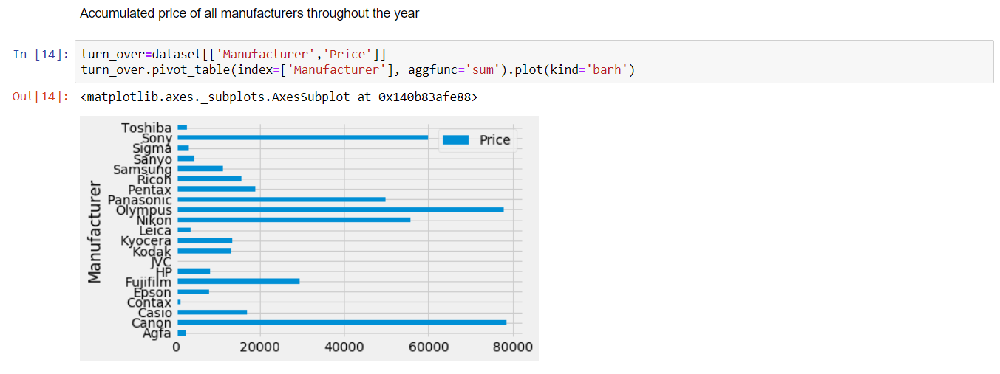 Accumulated price of all manufacturers throughout the year
In [14]: turn_over=dataset[['Manufacturer','Price']]
turn_over.pivot_table(index=['Manufacturer'], aggfunc='sum').plot(kind='barh')
Out[14]: <matplotlib.axes._subplots.AxesSubplot at 0x140b83afe88>
Price
Manufacturer
Toshiba
Sony
Sigma
Sanyo
Samsung
Ricoh
Pentax
Panasonic
Olympus
Nikon
Leica
Kyocera
Kodak
JVC
HP
Fujifilm
Epson
Contax
Casio
Canon
Agfa
0 20000 40000 60000 80000